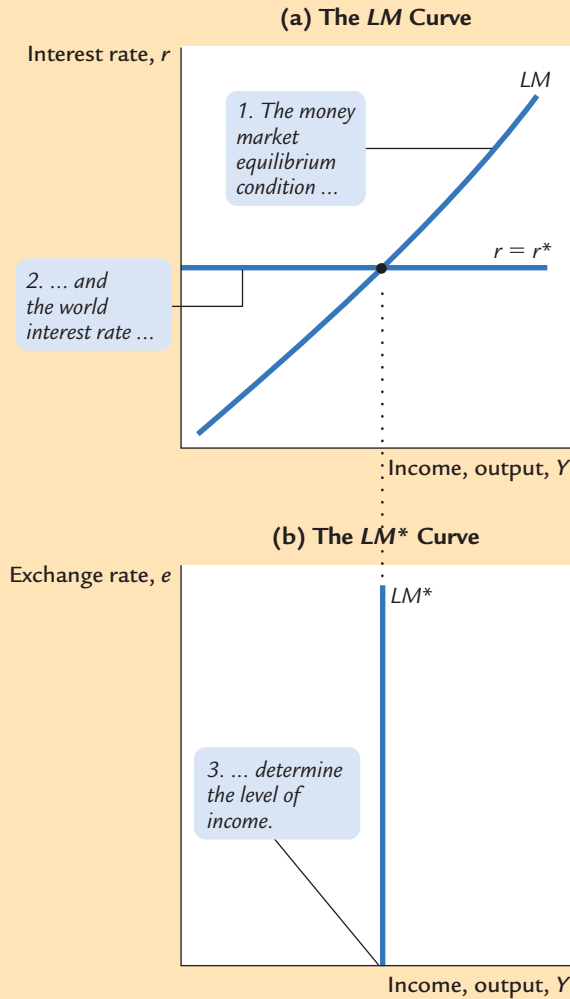 (a) The LM Curve
Interest rate, r
LM
1. The money
market
equilibrium
condition ...
r = r*
2. ... and
the world
interest rate ...
Income, output, Y
(b) The LM* Curve
Exchange rate, e
LM*
3. ... determine
the level of
income.
Income, output, Y